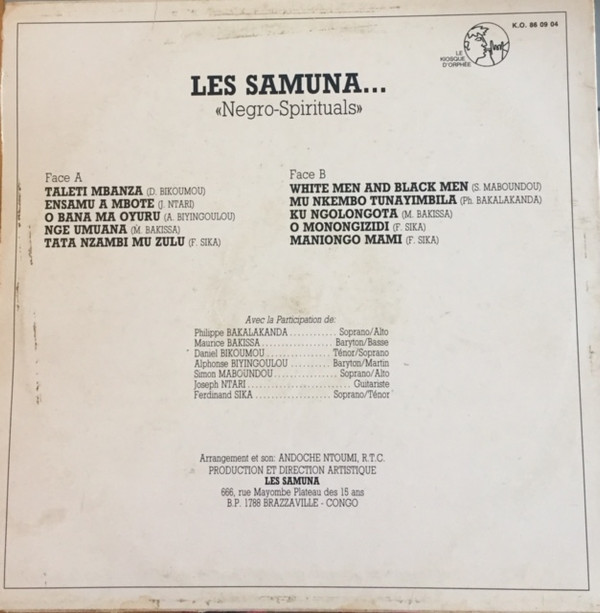 K.O. 86 09 04
LE
KIOSQUE
D'ORPHÉE
LES SAMUNA...
«Negro-Spirituals»
Face A
TALETI MBANZA (D. BIKOUMOU)
ENSAMU A MBOTE (J. NTARI)
O BANA MA OYURU (A. BIYINGOULOU)
NGE UMUANA (M. BAKISSA)
TATA NZAMBI MU ZULU (F. SIKA)
Face B
WHITE MEN AND BLACK MEN (S. MABOUNDOU)
MU NKEMBO TUNAYIMBILA (Ph. BAKALAKANDA)
KU NGOLONGOTA (M. BAKISSA)
O MONONGIZIDI (F. SIKA)
MANIONGO MAMI (F. SIKA)
Avec la Participation de:
Philippe BAKALAKANDA ............ Soprano/Alto
Maurice BAKISSA .................. Baryton/Basse
Daniel BIKOUMOU ................. Ténor/Soprano
Alphonse BIYINGOULOU .......... Baryton/Martin
Simon MABOUNDOU ................ Soprano/Alto
Joseph NTARI ......................... Guitariste
Ferdinand SIKA ................... Soprano/Ténor
Arrangement et son: ANDOCHE NTOUMI, R.T.C.
PRODUCTION ET DIRECTION ARTISTIQUE
LES SAMUNA
666, rue Mayombe Plateau des 15 ans
B.P. 1788 BRAZZAVILLE - CONGO